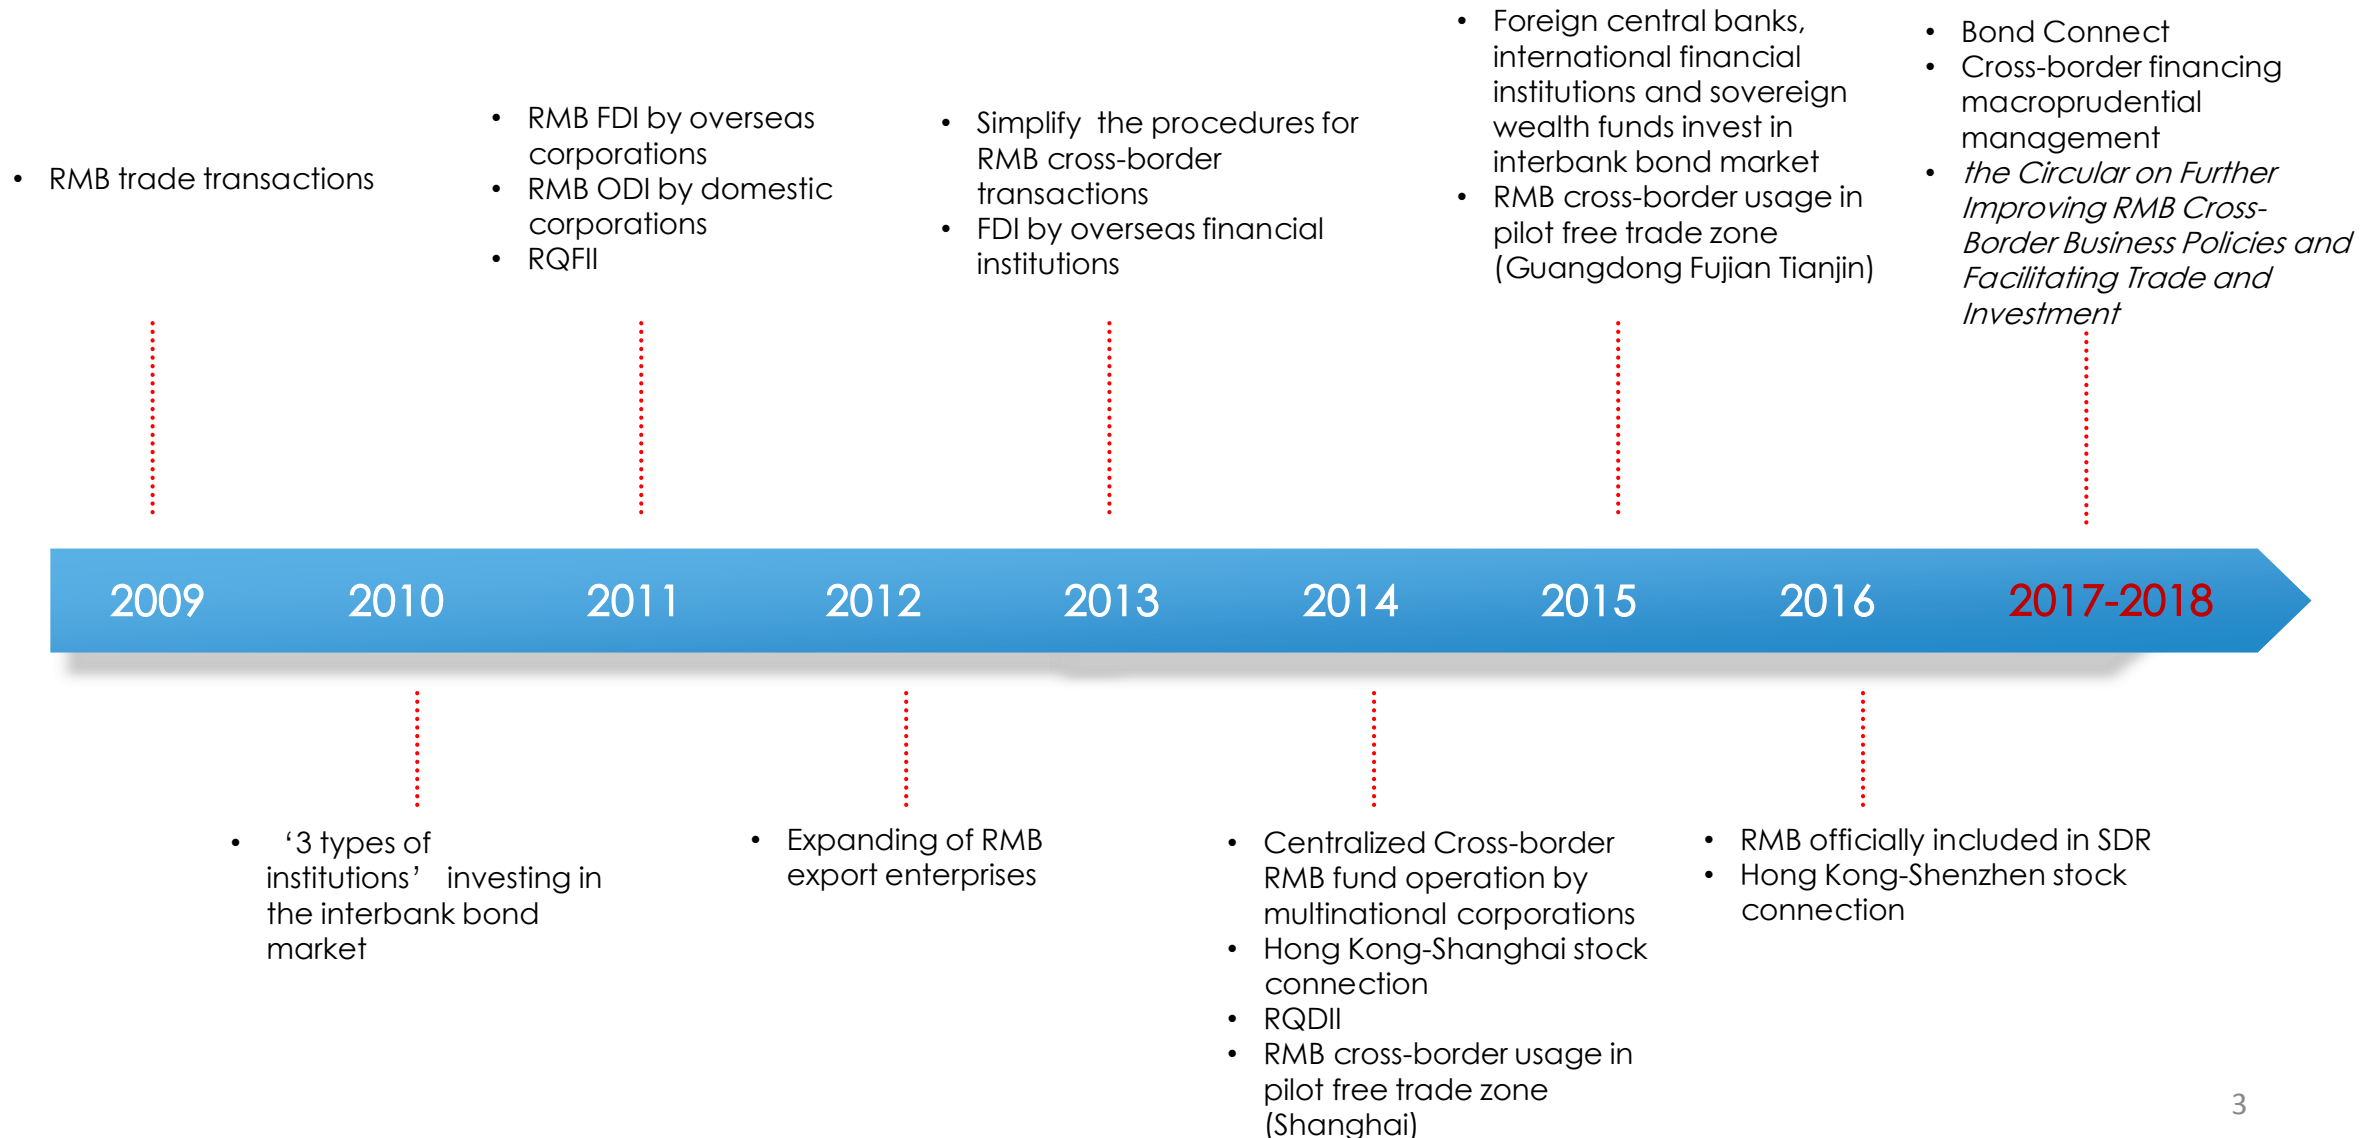 • RMB trade transactions
• RMB FDI by overseas
corporations
• RMB ODI by domestic
corporations
• RQFII
• Simplify the procedures for
RMB cross-border
transactions
• FDI by overseas financial
institutions
• Foreign central banks,
international financial
institutions and sovereign
wealth funds invest in
interbank bond market
• RMB cross-border usage in
pilot free trade zone
(Guangdong Fujian Tianjin)
• Bond Connect
• Cross-border financing
macroprudential
management
• the Circular on Further
Improving RMB Cross-
Border Business Policies and
Facilitating Trade and
Investment
2009 2010 2011 2012 2013 2014 2015 2016 2017-2018
• ‘3 types of
institutions’ investing in
the interbank bond
market
• Expanding of RMB
export enterprises
• Centralized Cross-border
RMB fund operation by
multinational corporations
• Hong Kong-Shanghai stock
connection
• RQDII
• RMB cross-border usage in
pilot free trade zone
(Shanghai)
• RMB officially included in SDR
• Hong Kong-Shenzhen stock
connection
3